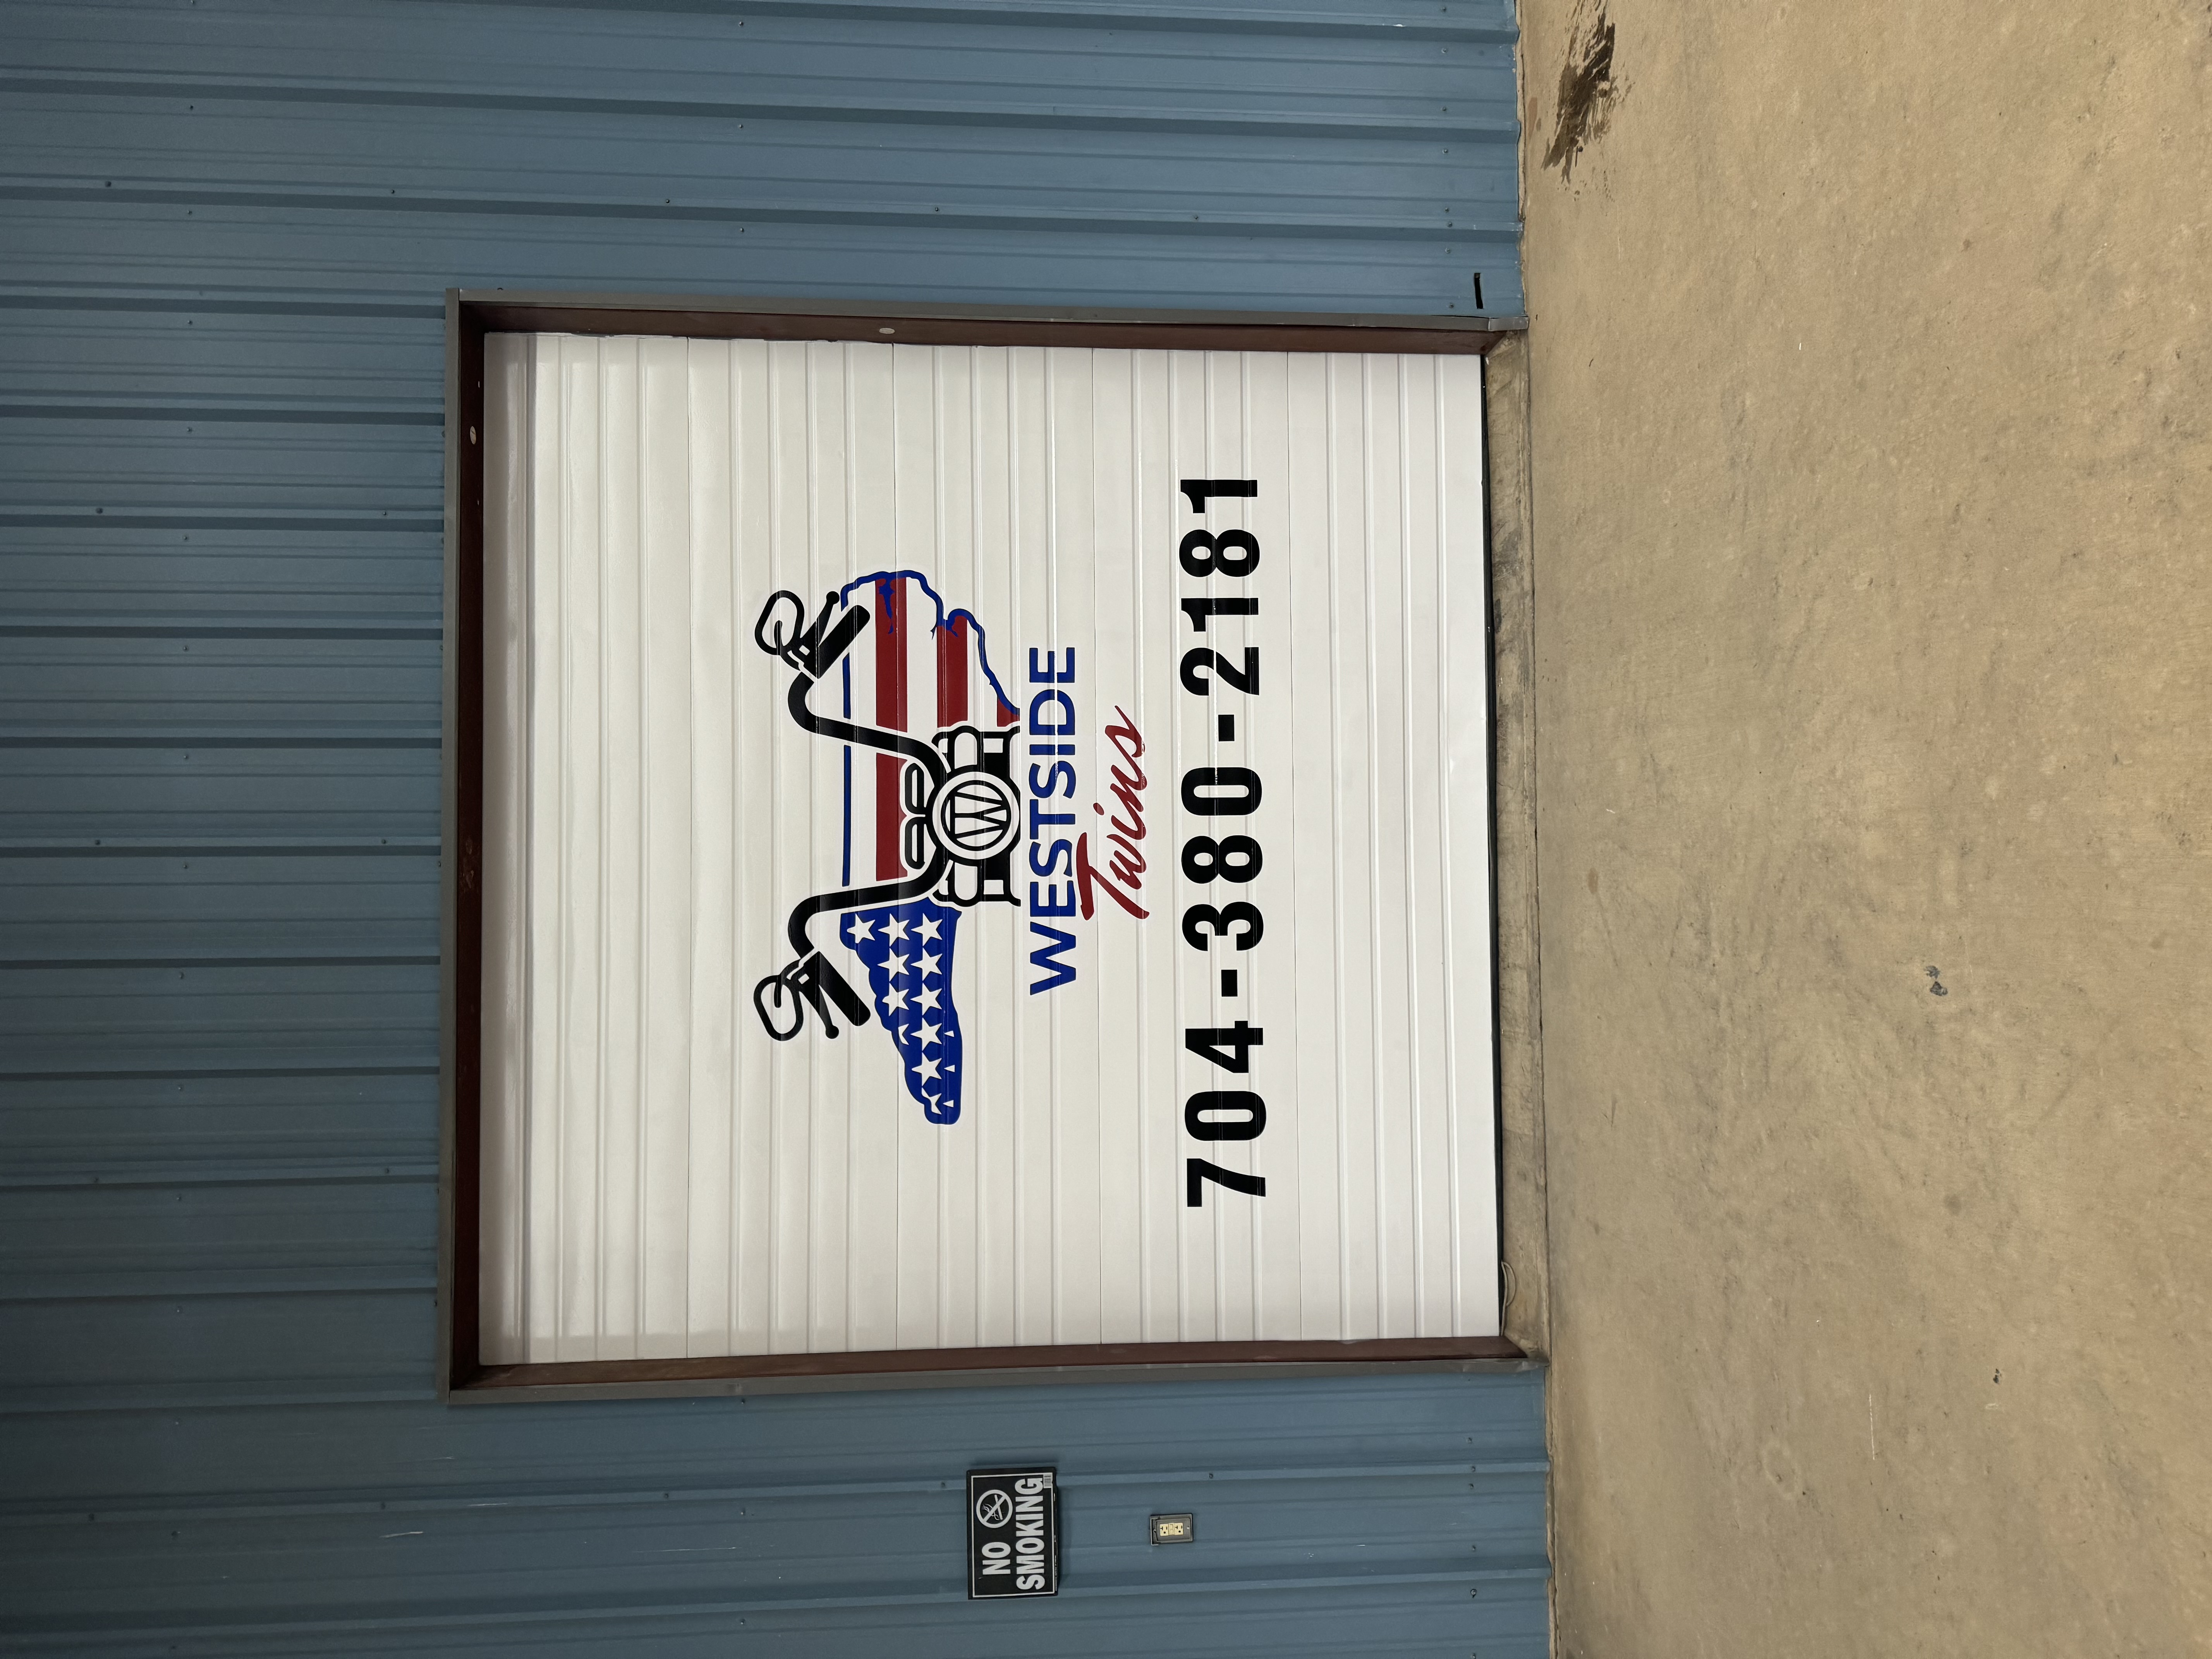 W
WESTSIDE
Twins
704-380-2181
NO
SMOKING